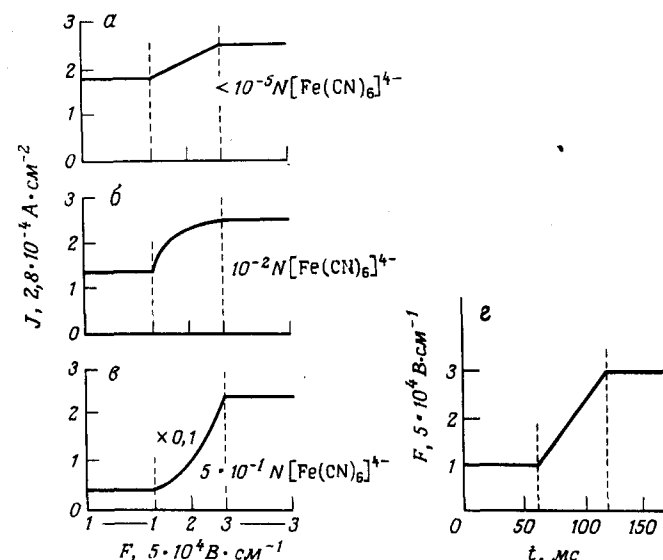 а
3
2
1
0
< 10⁻⁵ N [Fe(CN)₆]⁴⁻
J, 2,8·10⁻⁴ А·см⁻²
б
3
2
1
0
10⁻² N [Fe(CN)₆]⁴⁻
в
3
2
1
0
×0,1
5·10⁻¹ N [Fe(CN)₆]⁴⁻
1 1 2 3 3
F, 5·10⁴ В·см⁻¹
г
F, 5·10⁴ В·см⁻¹
3
2
1
0 50 100 150
t, мс